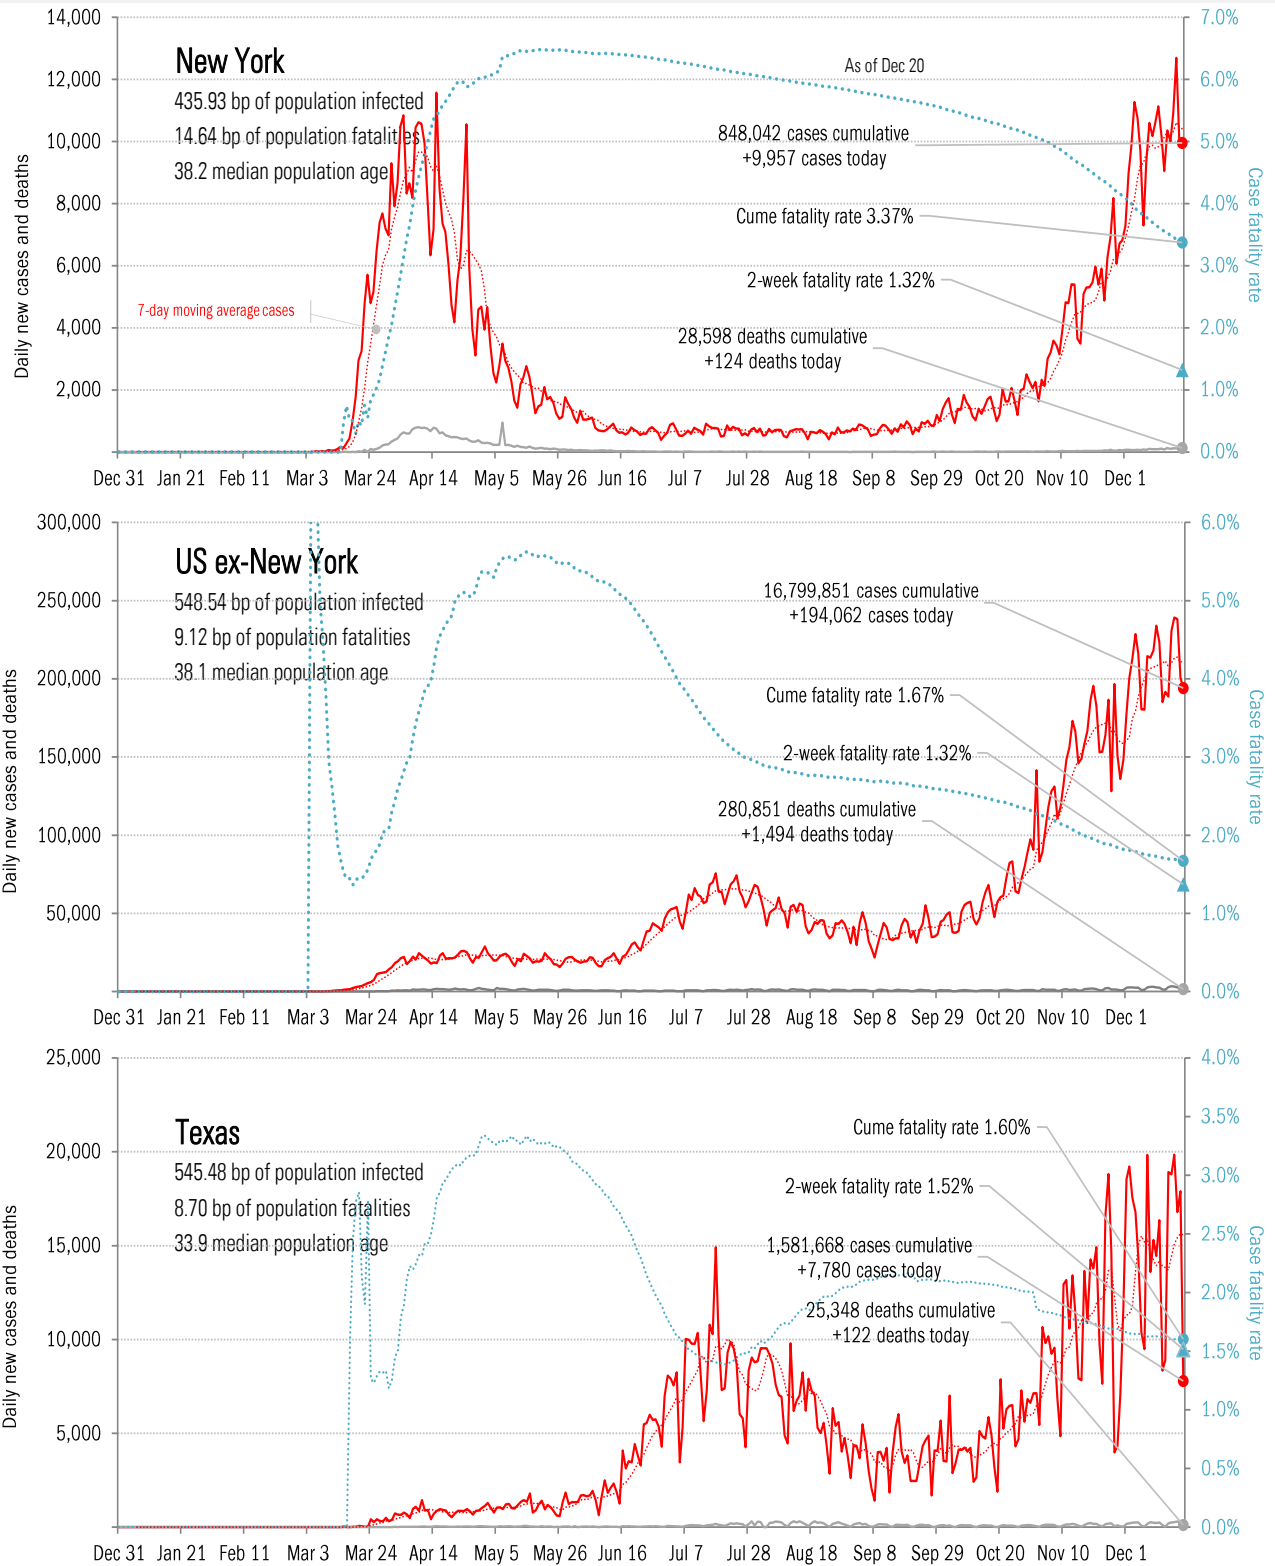 14,000
12,000
10,000
8,000
6,000
4,000
2,000
Daily new cases and deaths
7.0%
6.0%
5.0%
4.0%
3.0%
2.0%
1.0%
0.0%
Case fatality rate
New York
435.93 bp of population infected
14.64 bp of population fatalities
38.2 median population age
As of Dec 20
848,042 cases cumulative
+9,957 cases today
Cume fatality rate 3.37%
2-week fatality rate 1.32%
7-day moving average cases
28,598 deaths cumulative
+124 deaths today
Dec 31 Jan 21 Feb 11 Mar 3 Mar 24 Apr 14 May 5 May 26 Jun 16 Jul 7 Jul 28 Aug 18 Sep 8 Sep 29 Oct 20 Nov 10 Dec 1
300,000
250,000
200,000
150,000
100,000
50,000
Daily new cases and deaths
6.0%
5.0%
4.0%
3.0%
2.0%
1.0%
0.0%
Case fatality rate
US ex-New York
548.54 bp of population infected
9.12 bp of population fatalities
38.1 median population age
16,799,851 cases cumulative
+194,062 cases today
Cume fatality rate 1.67%
2-week fatality rate 1.32%
280,851 deaths cumulative
+1,494 deaths today
Dec 31 Jan 21 Feb 11 Mar 3 Mar 24 Apr 14 May 5 May 26 Jun 16 Jul 7 Jul 28 Aug 18 Sep 8 Sep 29 Oct 20 Nov 10 Dec 1
25,000
20,000
15,000
10,000
5,000
Daily new cases and deaths
4.0%
3.5%
3.0%
2.5%
2.0%
1.5%
1.0%
0.5%
0.0%
Case fatality rate
Texas
545.48 bp of population infected
8.70 bp of population fatalities
33.9 median population age
Cume fatality rate 1.60%
2-week fatality rate 1.52%
1,581,668 cases cumulative
+7,780 cases today
25,348 deaths cumulative
+122 deaths today
Dec 31 Jan 21 Feb 11 Mar 3 Mar 24 Apr 14 May 5 May 26 Jun 16 Jul 7 Jul 28 Aug 18 Sep 8 Sep 29 Oct 20 Nov 10 Dec 1